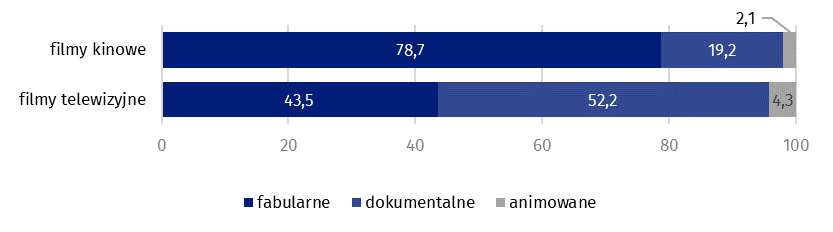 2,1
filmy kinowe 78,7 19,2
filmy telewizyjne 43,5 52,2 4,3
0 20 40 60 80 100
fabularne dokumentalne animowane